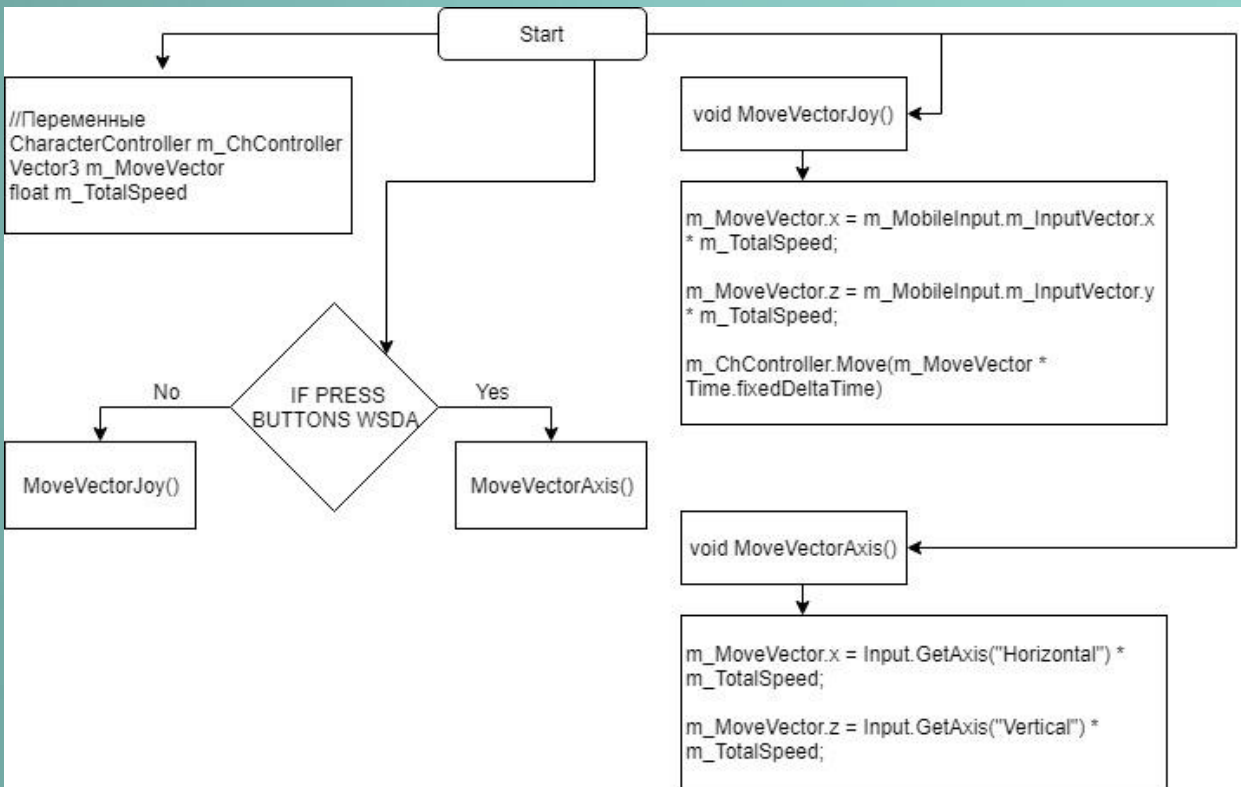 Start
//Переменные
CharacterController m_ChController
Vector3 m_MoveVector
float m_TotalSpeed
void MoveVectorJoy()
m_MoveVector.x = m_MobileInput.m_InputVector.x
* m_TotalSpeed;
m_MoveVector.z = m_MobileInput.m_InputVector.y
* m_TotalSpeed;
m_ChController.Move(m_MoveVector *
Time.fixedDeltaTime)
No
IF PRESS
BUTTONS WSDA
Yes
MoveVectorJoy()
MoveVectorAxis()
void MoveVectorAxis()
m_MoveVector.x = Input.GetAxis("Horizontal") *
m_TotalSpeed;
m_MoveVector.z = Input.GetAxis("Vertical") *
m_TotalSpeed;